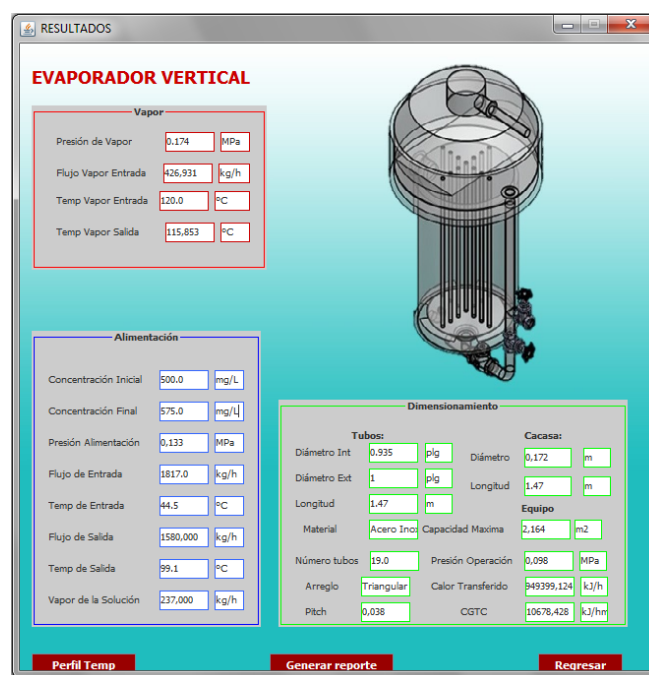 RESULTADOS
EVAPORADOR VERTICAL
Vapor
Presión de Vapor 0.174 MPa
Flujo Vapor Entrada 426,931 kg/h
Temp Vapor Entrada 120.0 ºC
Temp Vapor Salida 115,853 ºC
Alimentación
Concentración Inicial 500.0 mg/L
Concentración Final 575.0 mg/L
Presión Alimentación 0,133 MPa
Flujo de Entrada 1817.0 kg/h
Temp de Entrada 44.5 ºC
Flujo de Salida 1580,000 kg/h
Temp de Salida 99.1 ºC
Vapor de la Solución 237,000 kg/h
Dimensionamiento
Tubos: Cacasa:
Diámetro Int 0.935 plg Diámetro 0,172 m
Diámetro Ext 1 plg Longitud 1.47 m
Longitud 1.47 m Equipo
Material Acero Ino Capacidad Maxima 2,164 m2
Número tubos 19.0 Presión Operación 0,098 MPa
Arreglo Triangular Calor Transferido 949399,124 kJ/h
Pitch 0,038 CGTC 10678,428 kJ/hm
Perfil Temp Generar reporte Regresar